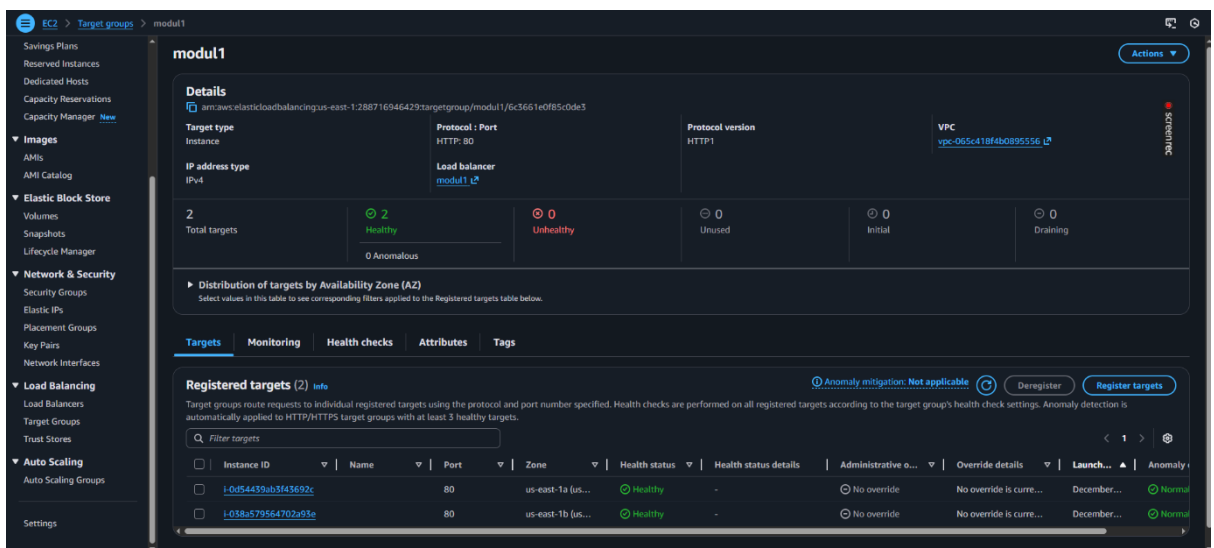 EC2 > Target groups > modul1
Savings Plans
Reserved Instances
Dedicated Hosts
Capacity Reservations
Capacity Manager New
Images
AMIs
AMI Catalog
Elastic Block Store
Volumes
Snapshots
Lifecycle Manager
Network & Security
Security Groups
Elastic IPs
Placement Groups
Key Pairs
Network Interfaces
Load Balancing
Load Balancers
Target Groups
Trust Stores
Auto Scaling
Auto Scaling Groups
Settings
modul1
Actions
Details
arn:aws:elasticloadbalancing:us-east-1:288716946429:targetgroup/modul1/6c3661e0f85c0de3
Target type Protocol : Port Protocol version VPC
Instance HTTP: 80 HTTP1 vpc-065c418f4b0895556
IP address type Load balancer
IPv4 modul1
screenrec
2 2 0 0 0 0
Total targets Healthy Unhealthy Unused Initial Draining
0 Anomalous
Distribution of targets by Availability Zone (AZ)
Select values in this table to see corresponding filters applied to the Registered targets table below.
Targets Monitoring Health checks Attributes Tags
Registered targets (2) Info Anomaly mitigation: Not applicable Deregister Register targets
Target groups route requests to individual registered targets using the protocol and port number specified. Health checks are performed on all registered targets according to the target group's health check settings. Anomaly detection is
automatically applied to HTTP/HTTPS target groups with at least 3 healthy targets.
Filter targets < 1 >
Instance ID Name Port Zone Health status Health status details Administrative o... Override details Launch... Anomaly
i-0d54439ab3f43692c 80 us-east-1a (us... Healthy - No override No override is curre... December... Normal
i-038a579564702a93e 80 us-east-1b (us... Healthy - No override No override is curre... December... Normal